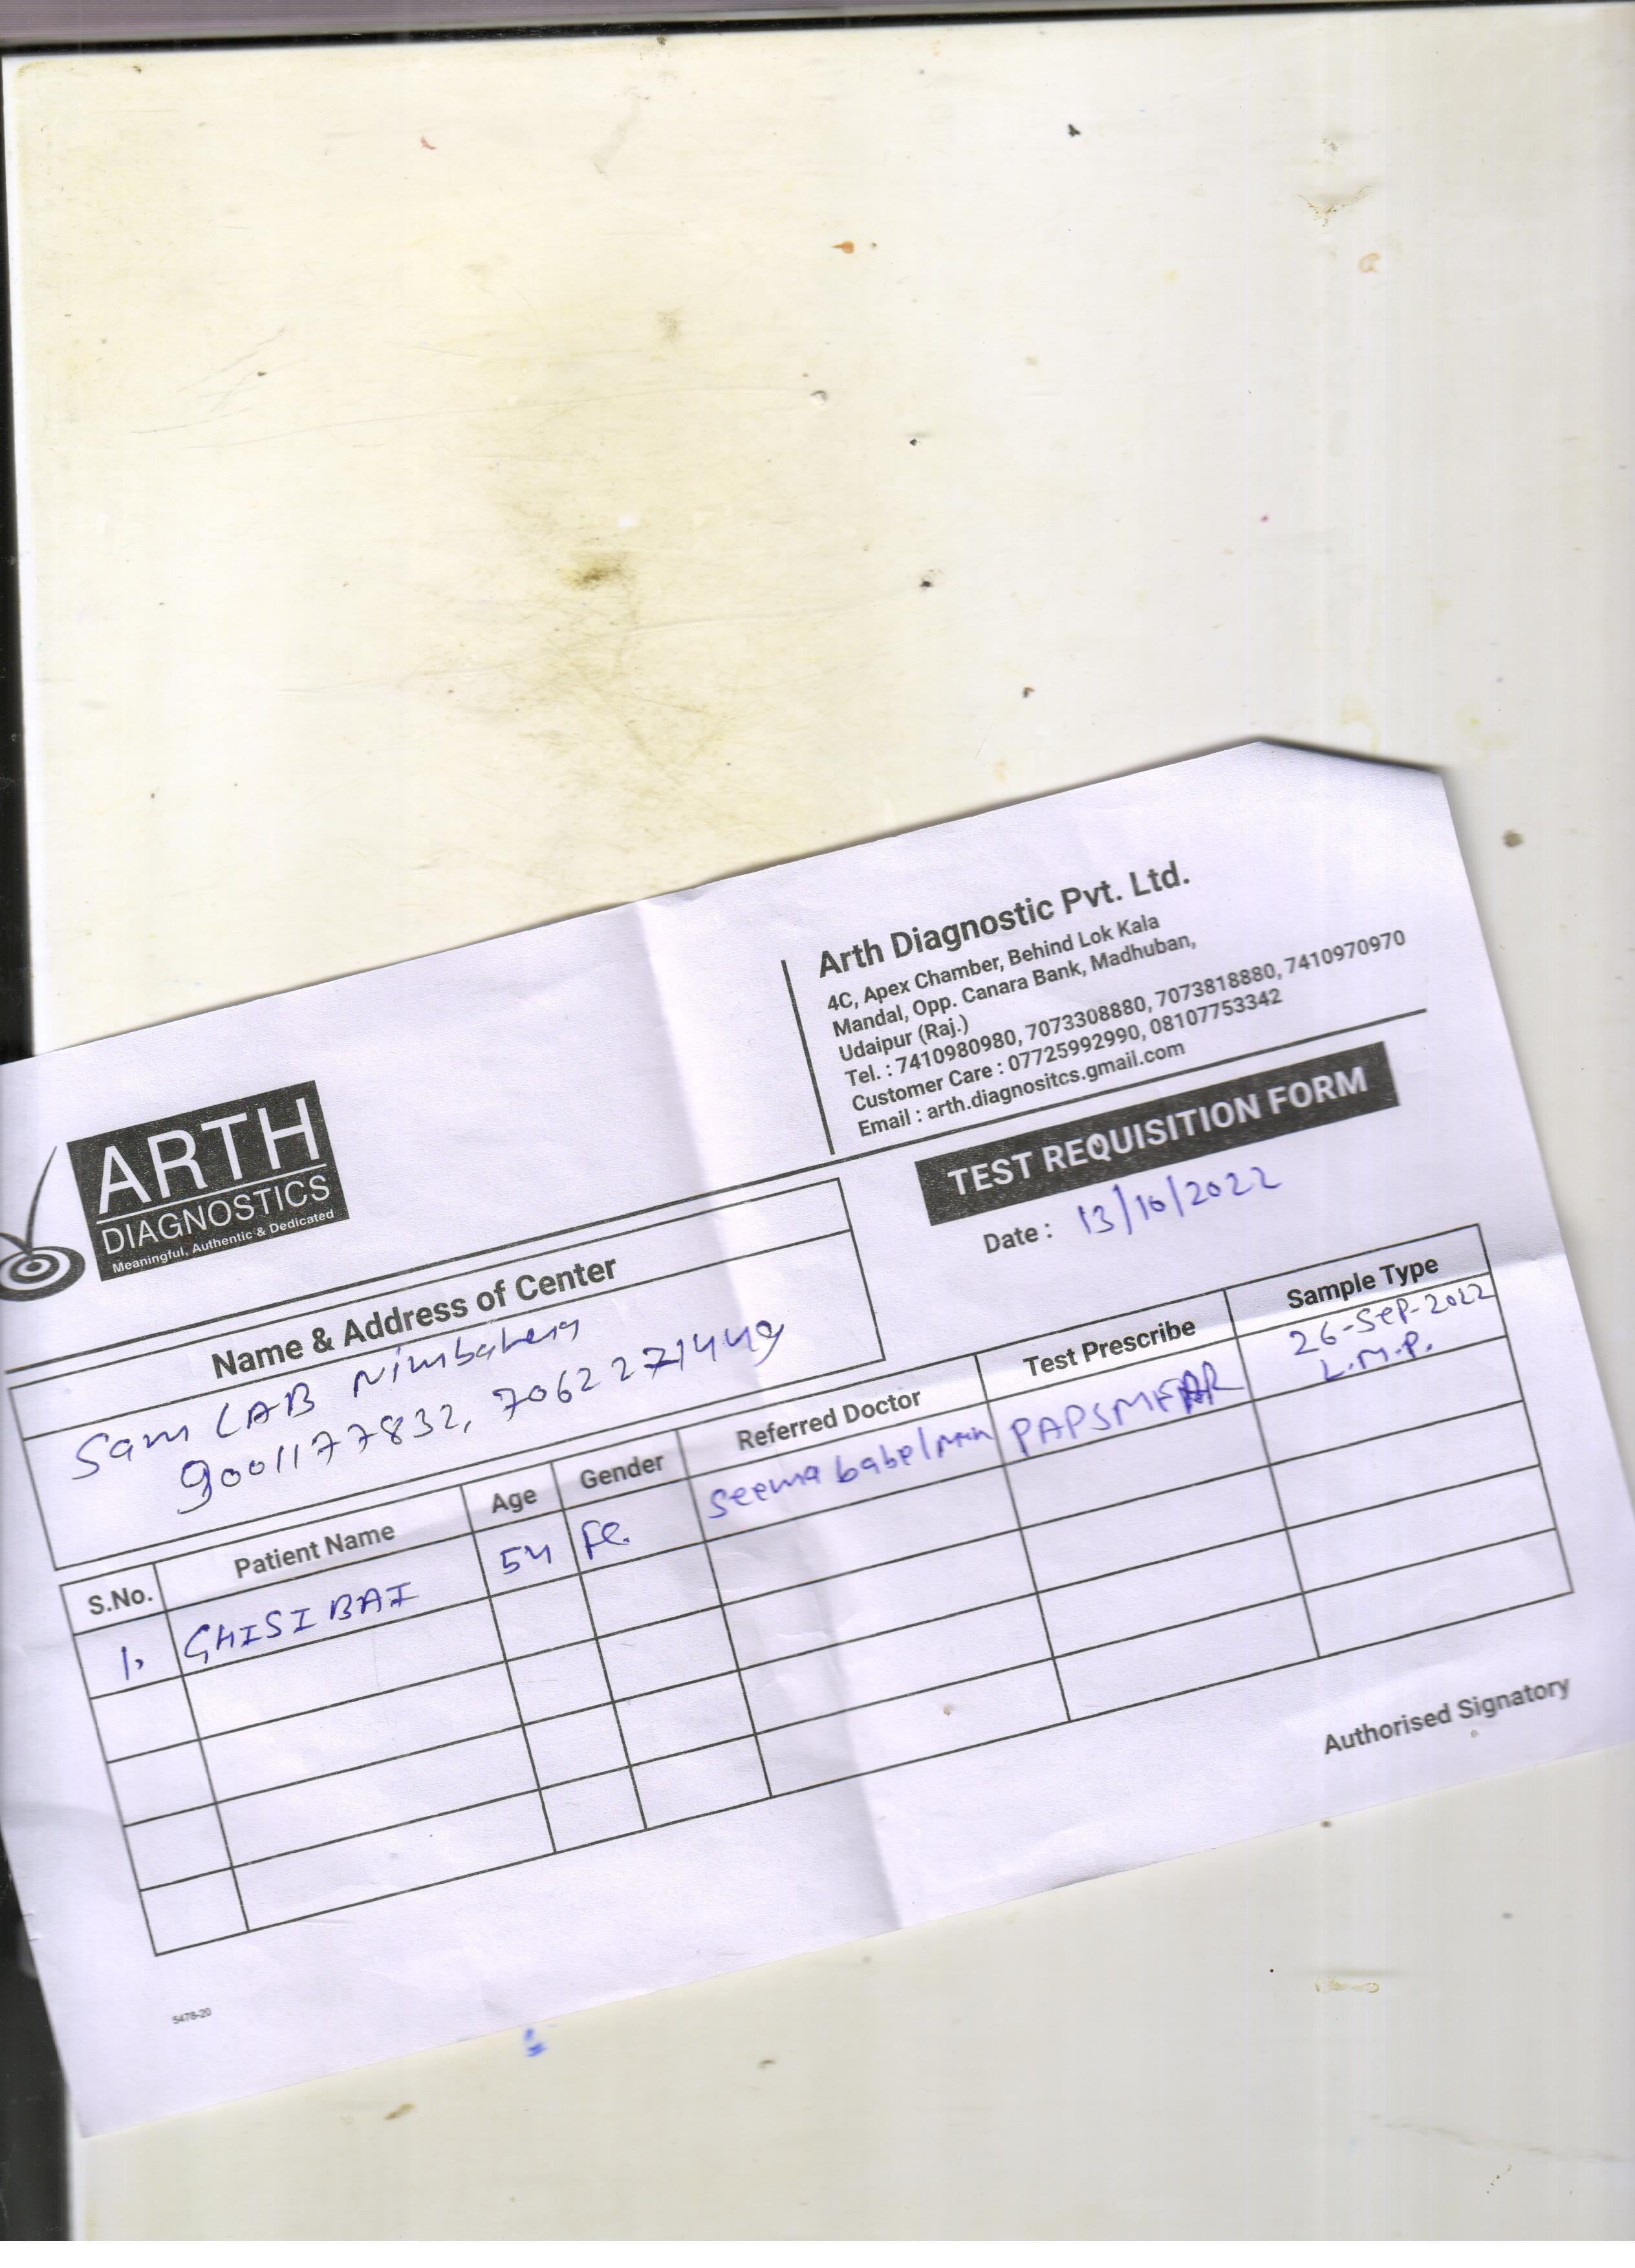 ARTH
DIAGNOSTICS
Meaningful, Authentic & Dedicated
Arth Diagnostic Pvt. Ltd.
4C, Apex Chamber, Behind Lok Kala
Mandal, Opp. Canara Bank, Madhuban,
Udaipur (Raj.)
Tel. : 7410980980, 7073308880, 7073818880, 7410970970
Customer Care : 07725992990, 08107753342
Email : arth.diagnositcs.gmail.com
TEST REQUISITION FORM
Date : 13/10/2022
Name & Address of Center
Sam LAB Nimbahera
9001177832, 7062271449
S.No. Patient Name Age Gender Referred Doctor Test Prescribe Sample Type
1. GHISI BAI 54 Fe. Seema babel PAPSMEAR 26-Sep-2022
L.M.P.
Authorised Signatory
5478-20